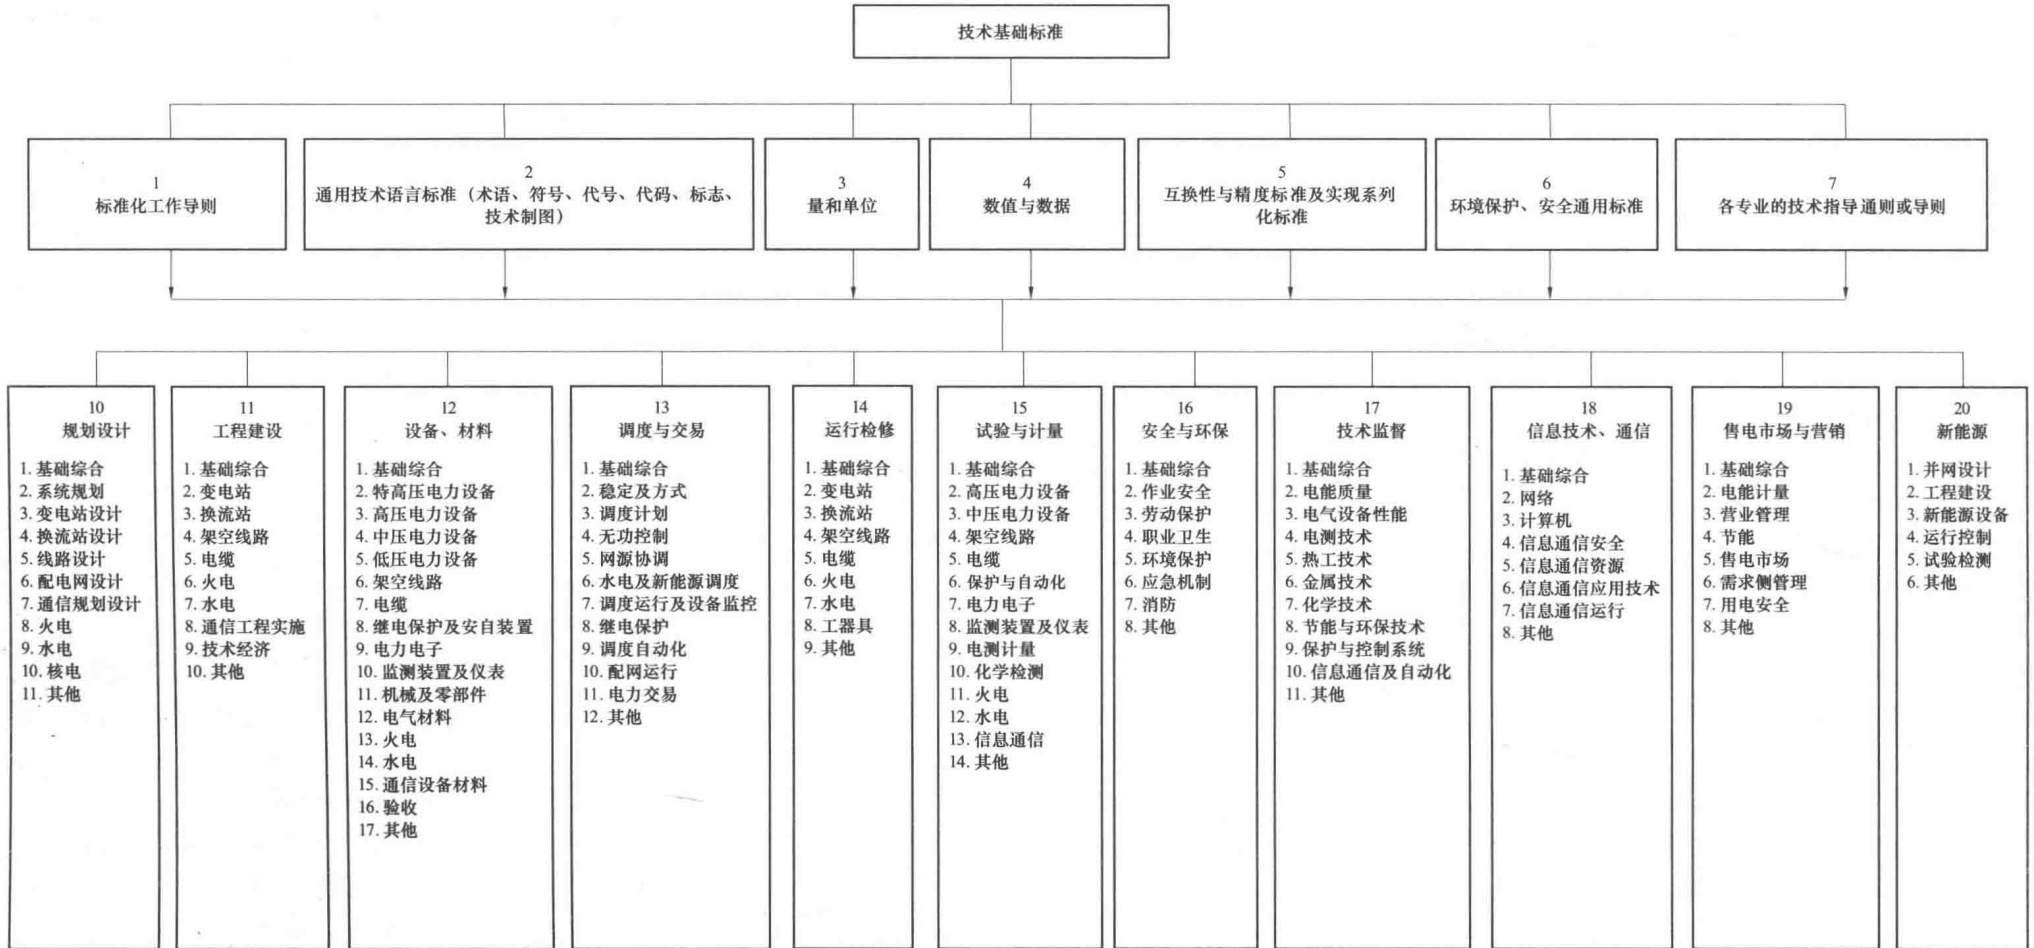 技术基础标准
1
标准化工作导则
2
通用技术语言标准（术语、符号、代号、代码、标志、
技术制图）
3
量和单位
4
数值与数据
5
互换性与精度标准及实现系列
化标准
6
环境保护、安全通用标准
7
各专业的技术指导通则或导则
10
规划设计
1. 基础综合
2. 系统规划
3. 变电站设计
4. 换流站设计
5. 线路设计
6. 配电网设计
7. 通信规划设计
8. 火电
9. 水电
10. 核电
11. 其他
11
工程建设
1. 基础综合
2. 变电站
3. 换流站
4. 架空线路
5. 电缆
6. 火电
7. 水电
8. 通信工程实施
9. 技术经济
10. 其他
12
设备、材料
1. 基础综合
2. 特高压电力设备
3. 高压电力设备
4. 中压电力设备
5. 低压电力设备
6. 架空线路
7. 电缆
8. 继电保护及安自装置
9. 电力电子
10. 监测装置及仪表
11. 机械及零部件
12. 电气材料
13. 火电
14. 水电
15. 通信设备材料
16. 验收
17. 其他
13
调度与交易
1. 基础综合
2. 稳定及方式
3. 调度计划
4. 无功控制
5. 网源协调
6. 水电及新能源调度
7. 调度运行及设备监控
8. 继电保护
9. 调度自动化
10. 配网运行
11. 电力交易
12. 其他
14
运行检修
1. 基础综合
2. 变电站
3. 换流站
4. 架空线路
5. 电缆
6. 火电
7. 水电
8. 工器具
9. 其他
15
试验与计量
1. 基础综合
2. 高压电力设备
3. 中压电力设备
4. 架空线路
5. 电缆
6. 保护与自动化
7. 电力电子
8. 监测装置及仪表
9. 电测计量
10. 化学检测
11. 火电
12. 水电
13. 信息通信
14. 其他
16
安全与环保
1. 基础综合
2. 作业安全
3. 劳动保护
4. 职业卫生
5. 环境保护
6. 应急机制
7. 消防
8. 其他
17
技术监督
1. 基础综合
2. 电能质量
3. 电气设备性能
4. 电测技术
5. 热工技术
6. 金属技术
7. 化学技术
8. 节能与环保技术
9. 保护与控制系统
10. 信息通信及自动化
11. 其他
18
信息技术、通信
1. 基础综合
2. 网络
3. 计算机
4. 信息通信安全
5. 信息通信资源
6. 信息通信应用技术
7. 信息通信运行
8. 其他
19
售电市场与营销
1. 基础综合
2. 电能计量
3. 营业管理
4. 节能
5. 售电市场
6. 需求侧管理
7. 用电安全
8. 其他
20
新能源
1. 并网设计
2. 工程建设
3. 新能源设备
4. 运行控制
5. 试验检测
6. 其他